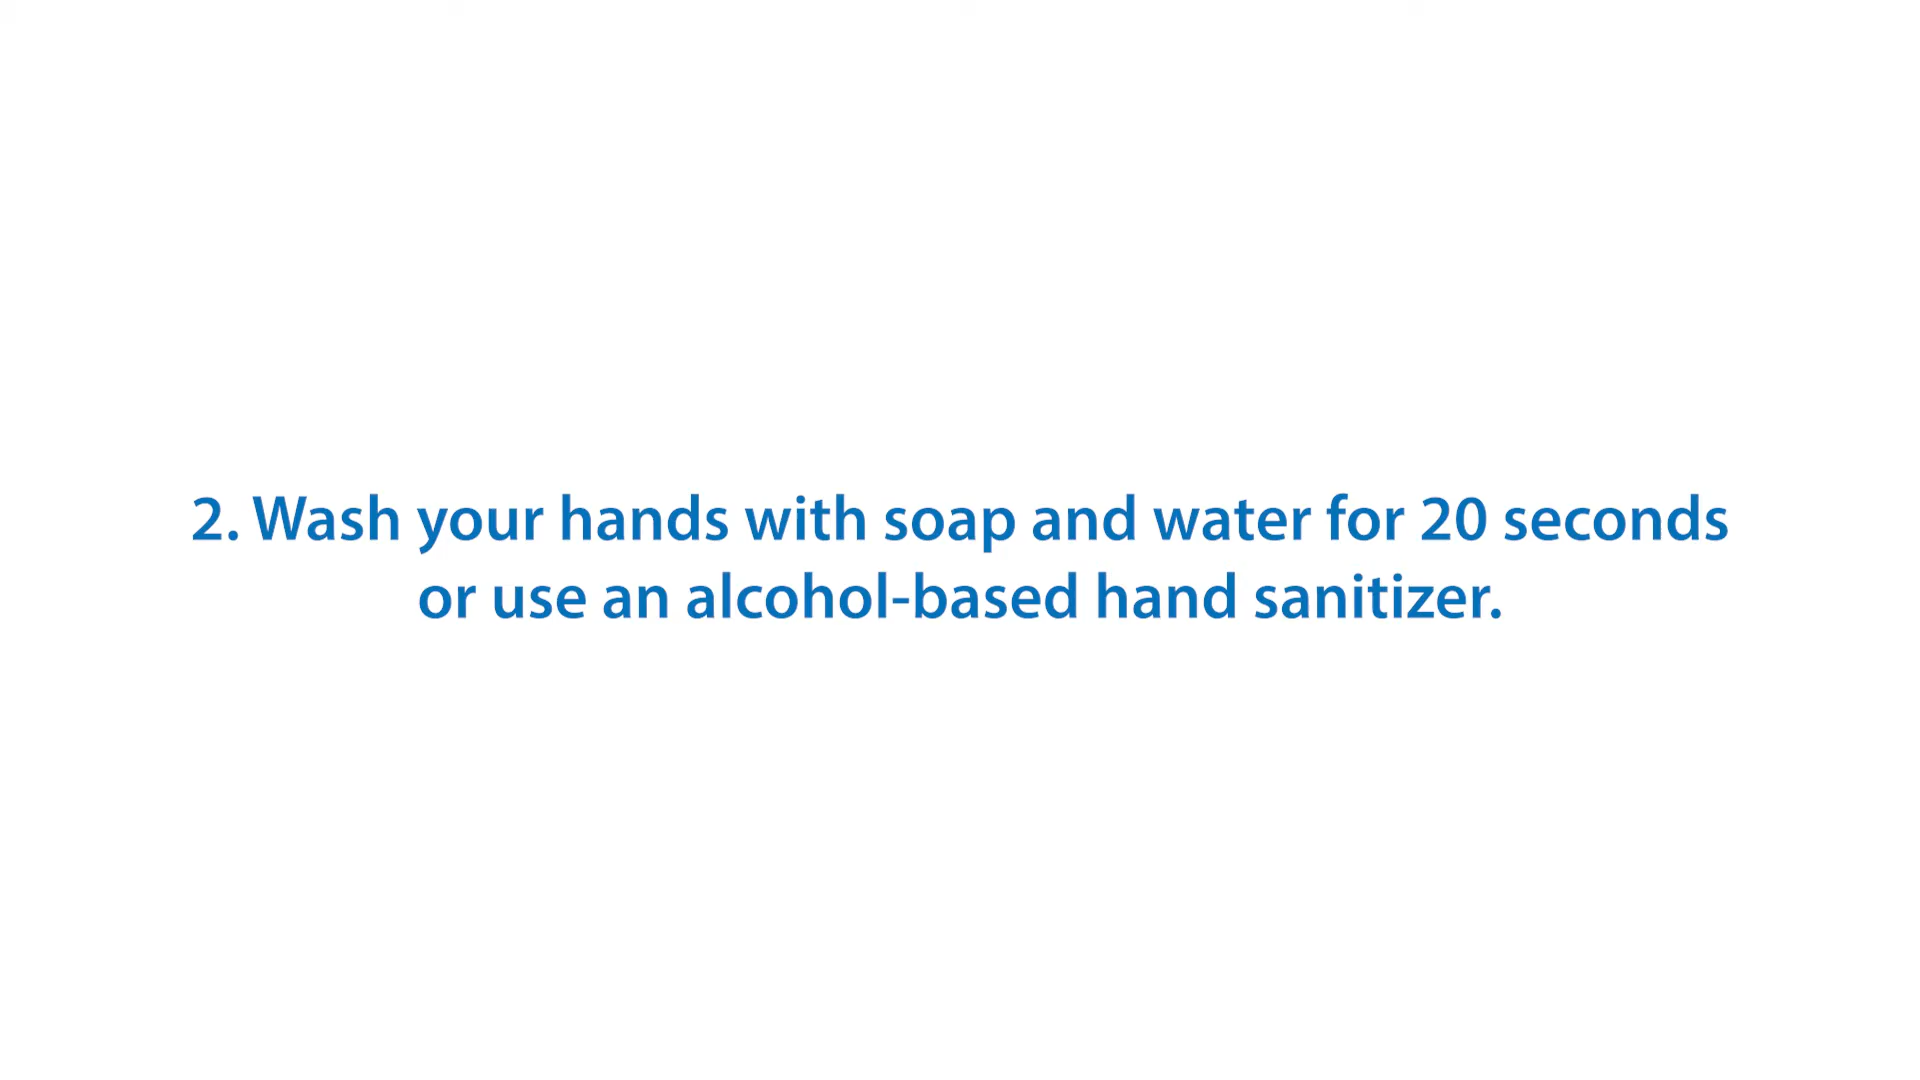 2. Wash your hands with soap and water for 20 seconds
or use an alcohol-based hand sanitizer.